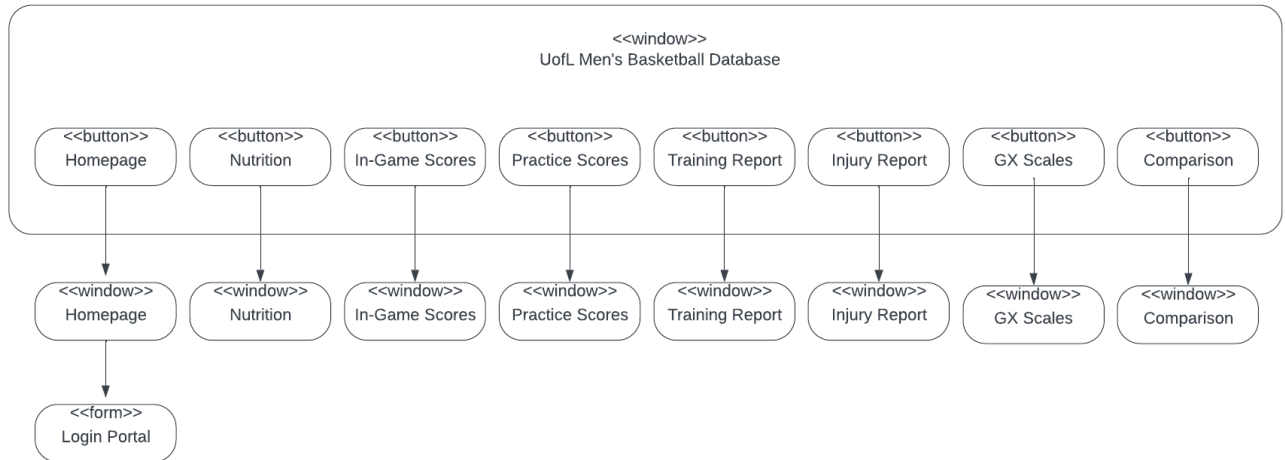 <<window>>
UofL Men's Basketball Database
<<button>>
Homepage
<<button>>
Nutrition
<<button>>
In-Game Scores
<<button>>
Practice Scores
<<button>>
Training Report
<<button>>
Injury Report
<<button>>
GX Scales
<<button>>
Comparison
<<window>>
Homepage
<<window>>
Nutrition
<<window>>
In-Game Scores
<<window>>
Practice Scores
<<window>>
Training Report
<<window>>
Injury Report
<<window>>
GX Scales
<<window>>
Comparison
<<form>>
Login Portal